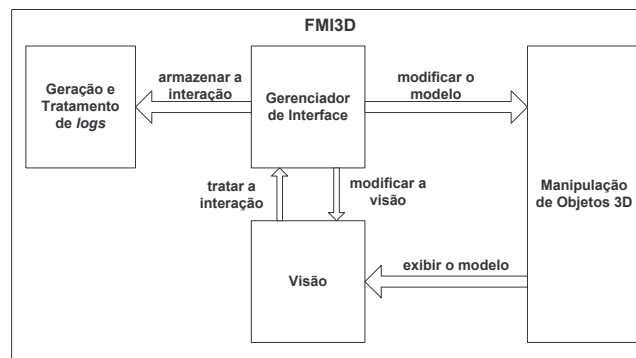 FMI3D
Geração e
Tratamento
de logs
armazenar a
interação
Gerenciador
de Interface
modificar o
modelo
Manipulação
de Objetos 3D
tratar a
interação
modificar a
visão
Visão
exibir o modelo